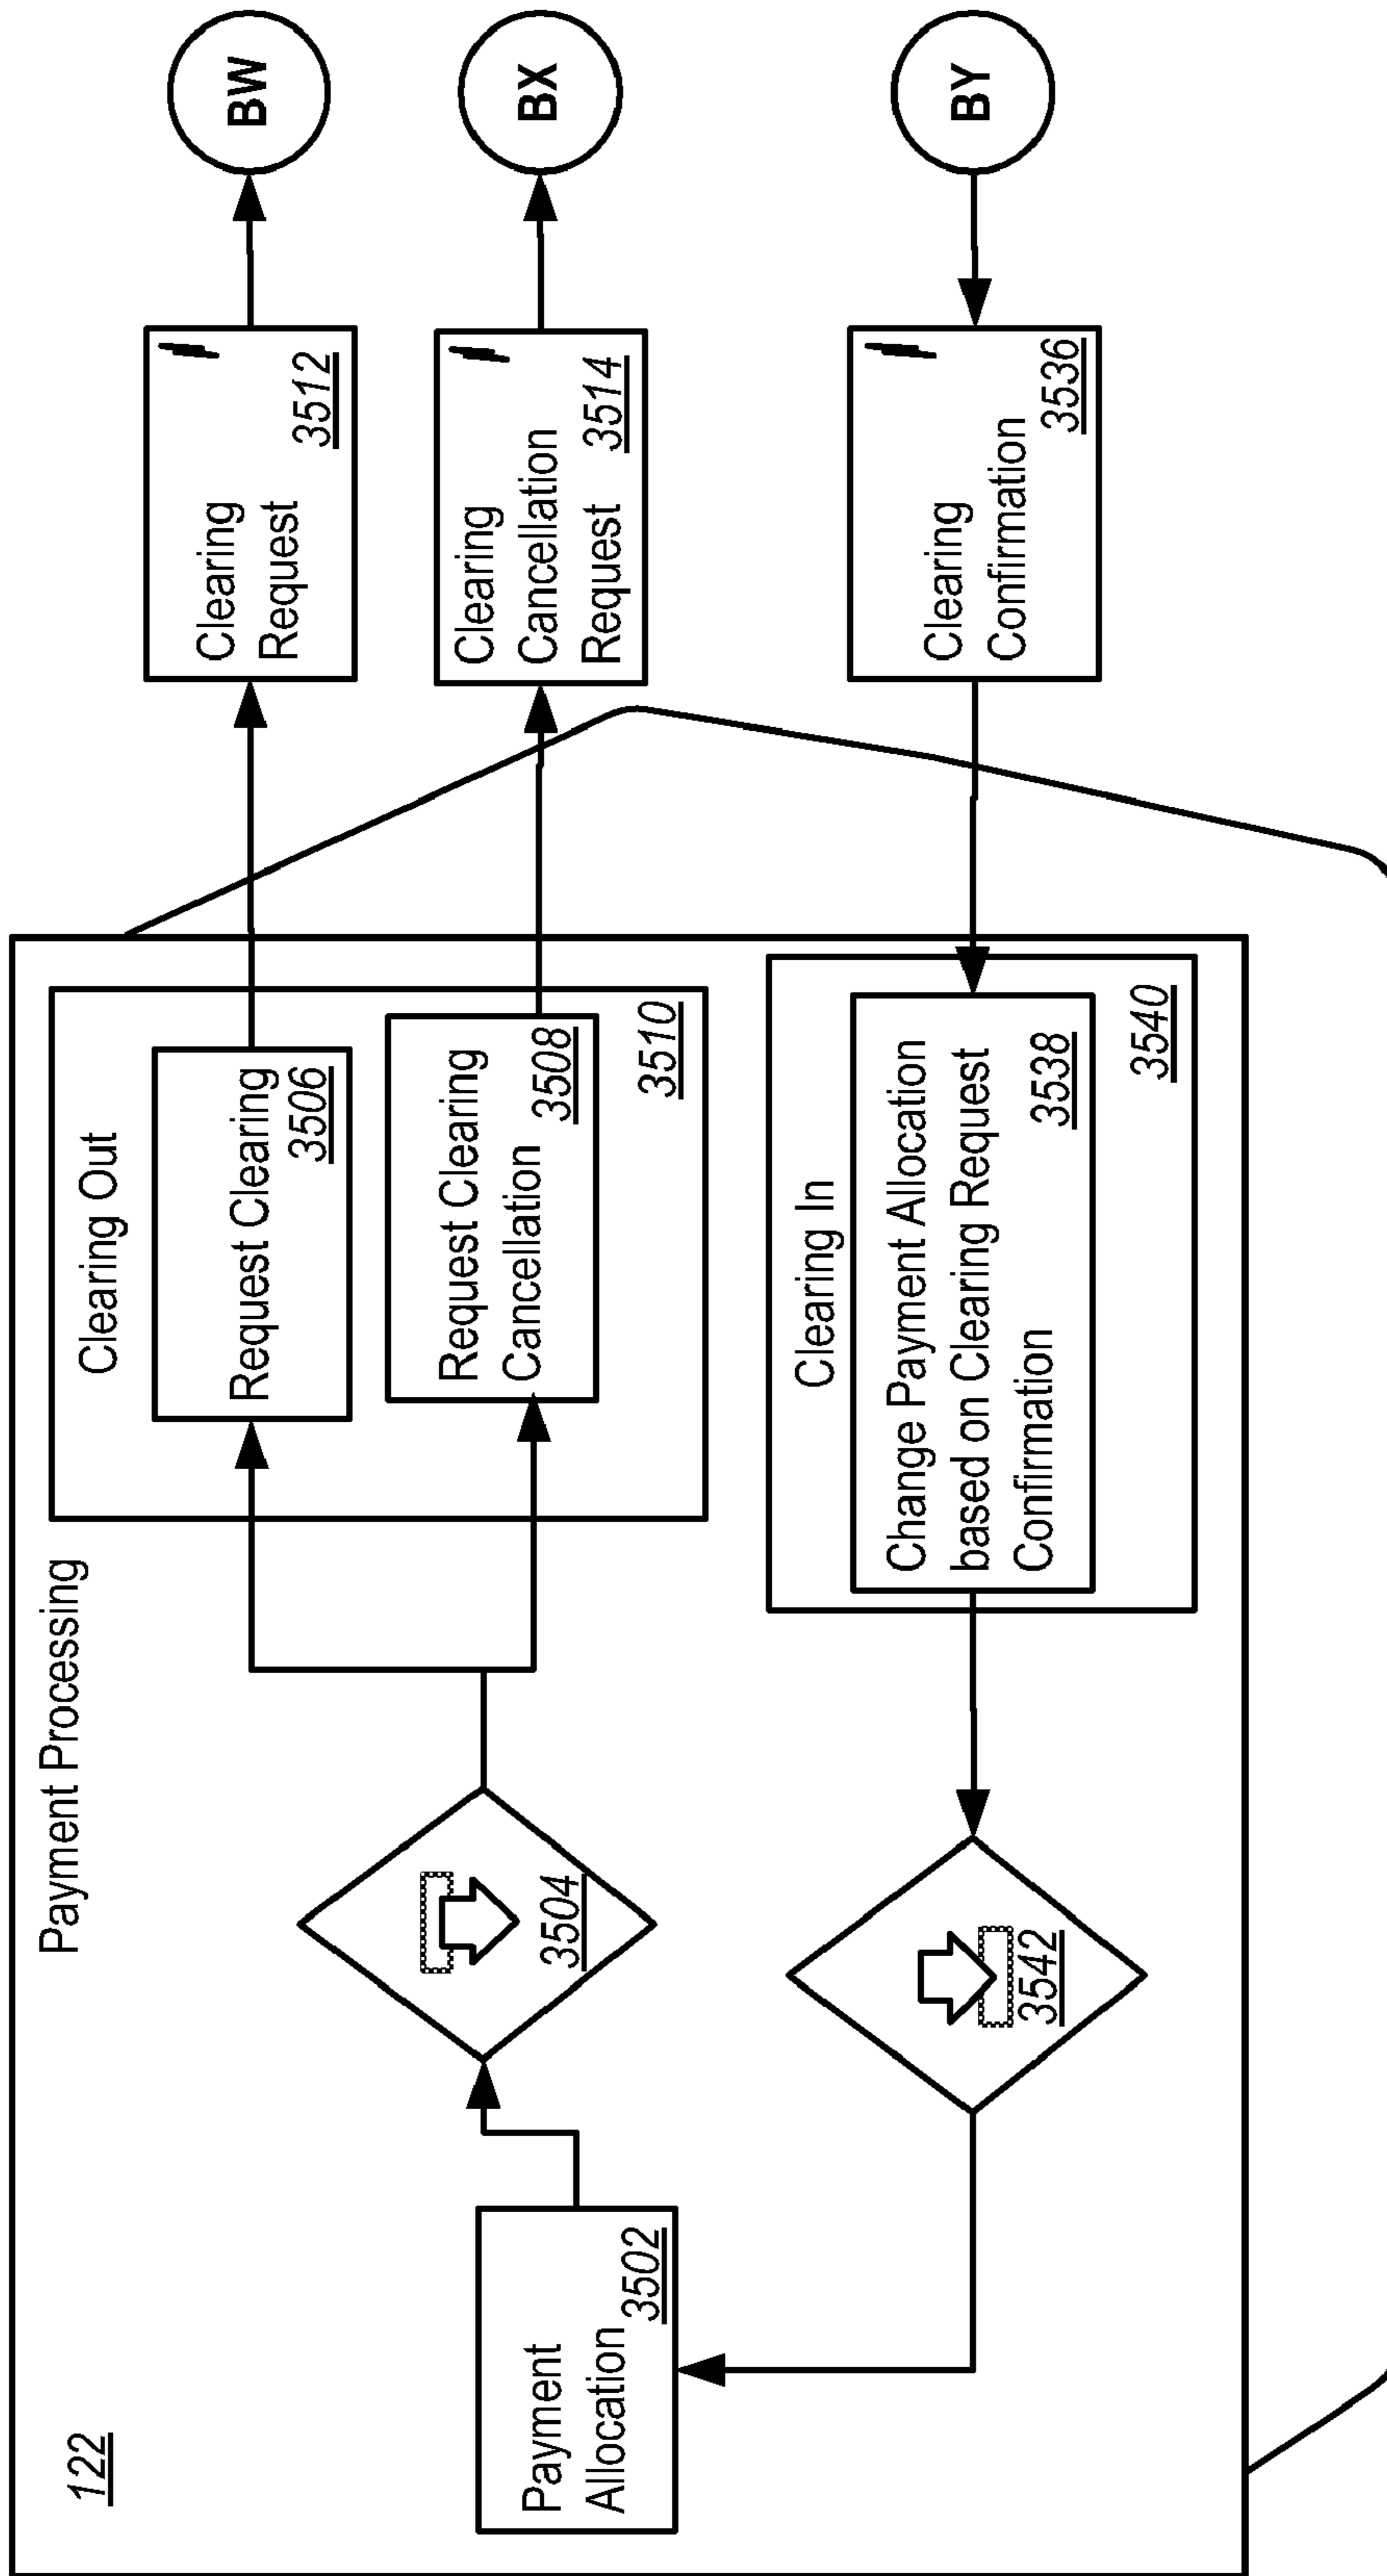 122
Payment Processing
Payment
Allocation
3502
3504
Clearing Out
Request Clearing
3506
Request Clearing
Cancellation
3508
3510
Clearing
Request
3512
BW
Clearing
Cancellation
Request
3514
BX
Clearing In
Change Payment Allocation
based on Clearing Request
Confirmation
3538
3540
3542
Clearing
Confirmation
3536
BY